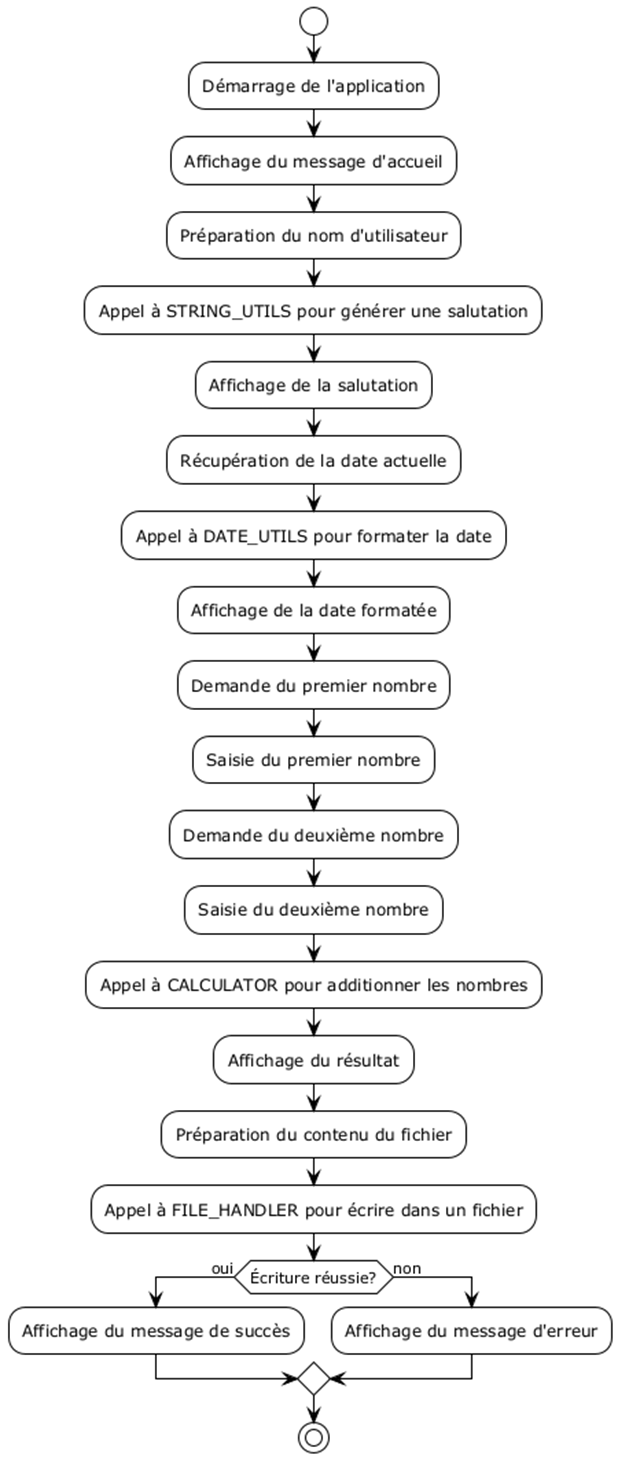 Démarrage de l'application
Affichage du message d'accueil
Préparation du nom d'utilisateur
Appel à STRING_UTILS pour générer une salutation
Affichage de la salutation
Récupération de la date actuelle
Appel à DATE_UTILS pour formater la date
Affichage de la date formatée
Demande du premier nombre
Saisie du premier nombre
Demande du deuxième nombre
Saisie du deuxième nombre
Appel à CALCULATOR pour additionner les nombres
Affichage du résultat
Préparation du contenu du fichier
Appel à FILE_HANDLER pour écrire dans un fichier
oui
Écriture réussie?
non
Affichage du message de succès
Affichage du message d'erreur